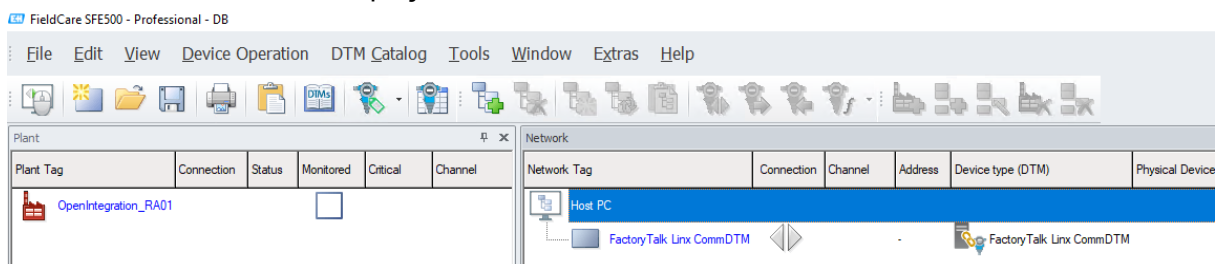 FieldCare SFE500 - Professional - DB
File Edit View Device Operation DTM Catalog Tools Window Extras Help
DTMs
Plant
Network
Plant Tag Connection Status Monitored Critical Channel
Network Tag Connection Channel Address Device type (DTM) Physical Device
OpenIntegration_RA01
Host PC
FactoryTalk Linx CommDTM - FactoryTalk Linx CommDTM